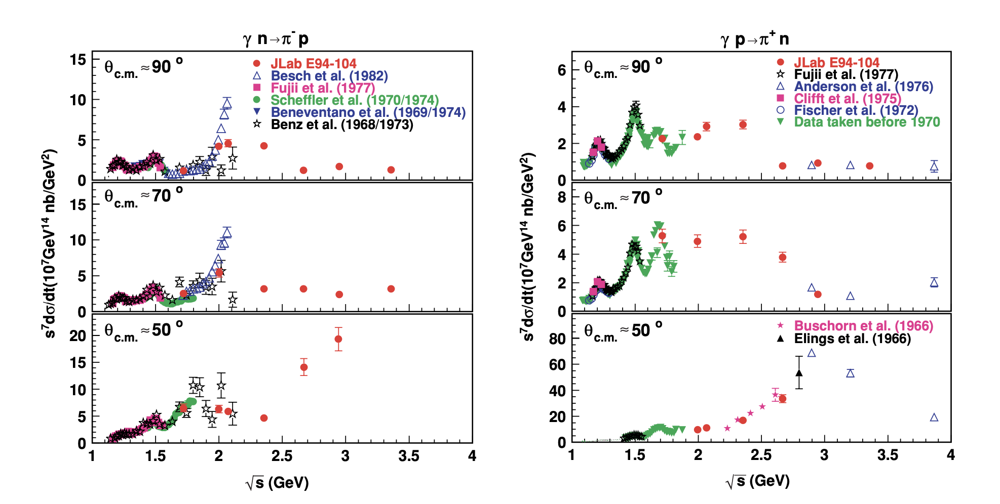 γ n→π⁻ p
θc.m. ≈ 90 °
JLab E94-104
Besch et al. (1982)
Fujii et al. (1977)
Scheffler et al. (1970/1974)
Beneventano et al. (1969/1974)
Benz et al. (1968/1973)
15
10
5
0
θc.m. ≈ 70 °
15
10
5
0
θc.m. ≈ 50 °
20
15
10
5
0
s⁷dσ/dt(10⁷GeV¹⁴ nb/GeV²)
1 1.5 2 2.5 3 3.5 4
√s (GeV)
γ p→π⁺ n
θc.m. ≈ 90 °
JLab E94-104
Fujii et al. (1977)
Anderson et al. (1976)
Clifft et al. (1975)
Fischer et al. (1972)
Data taken before 1970
6
4
2
0
θc.m. ≈ 70 °
8
6
4
2
0
θc.m. ≈ 50 °
Buschorn et al. (1966)
Elings et al. (1966)
80
60
40
20
0
s⁷dσ/dt(10⁷GeV¹⁴ nb/GeV²)
1 1.5 2 2.5 3 3.5 4
√s (GeV)